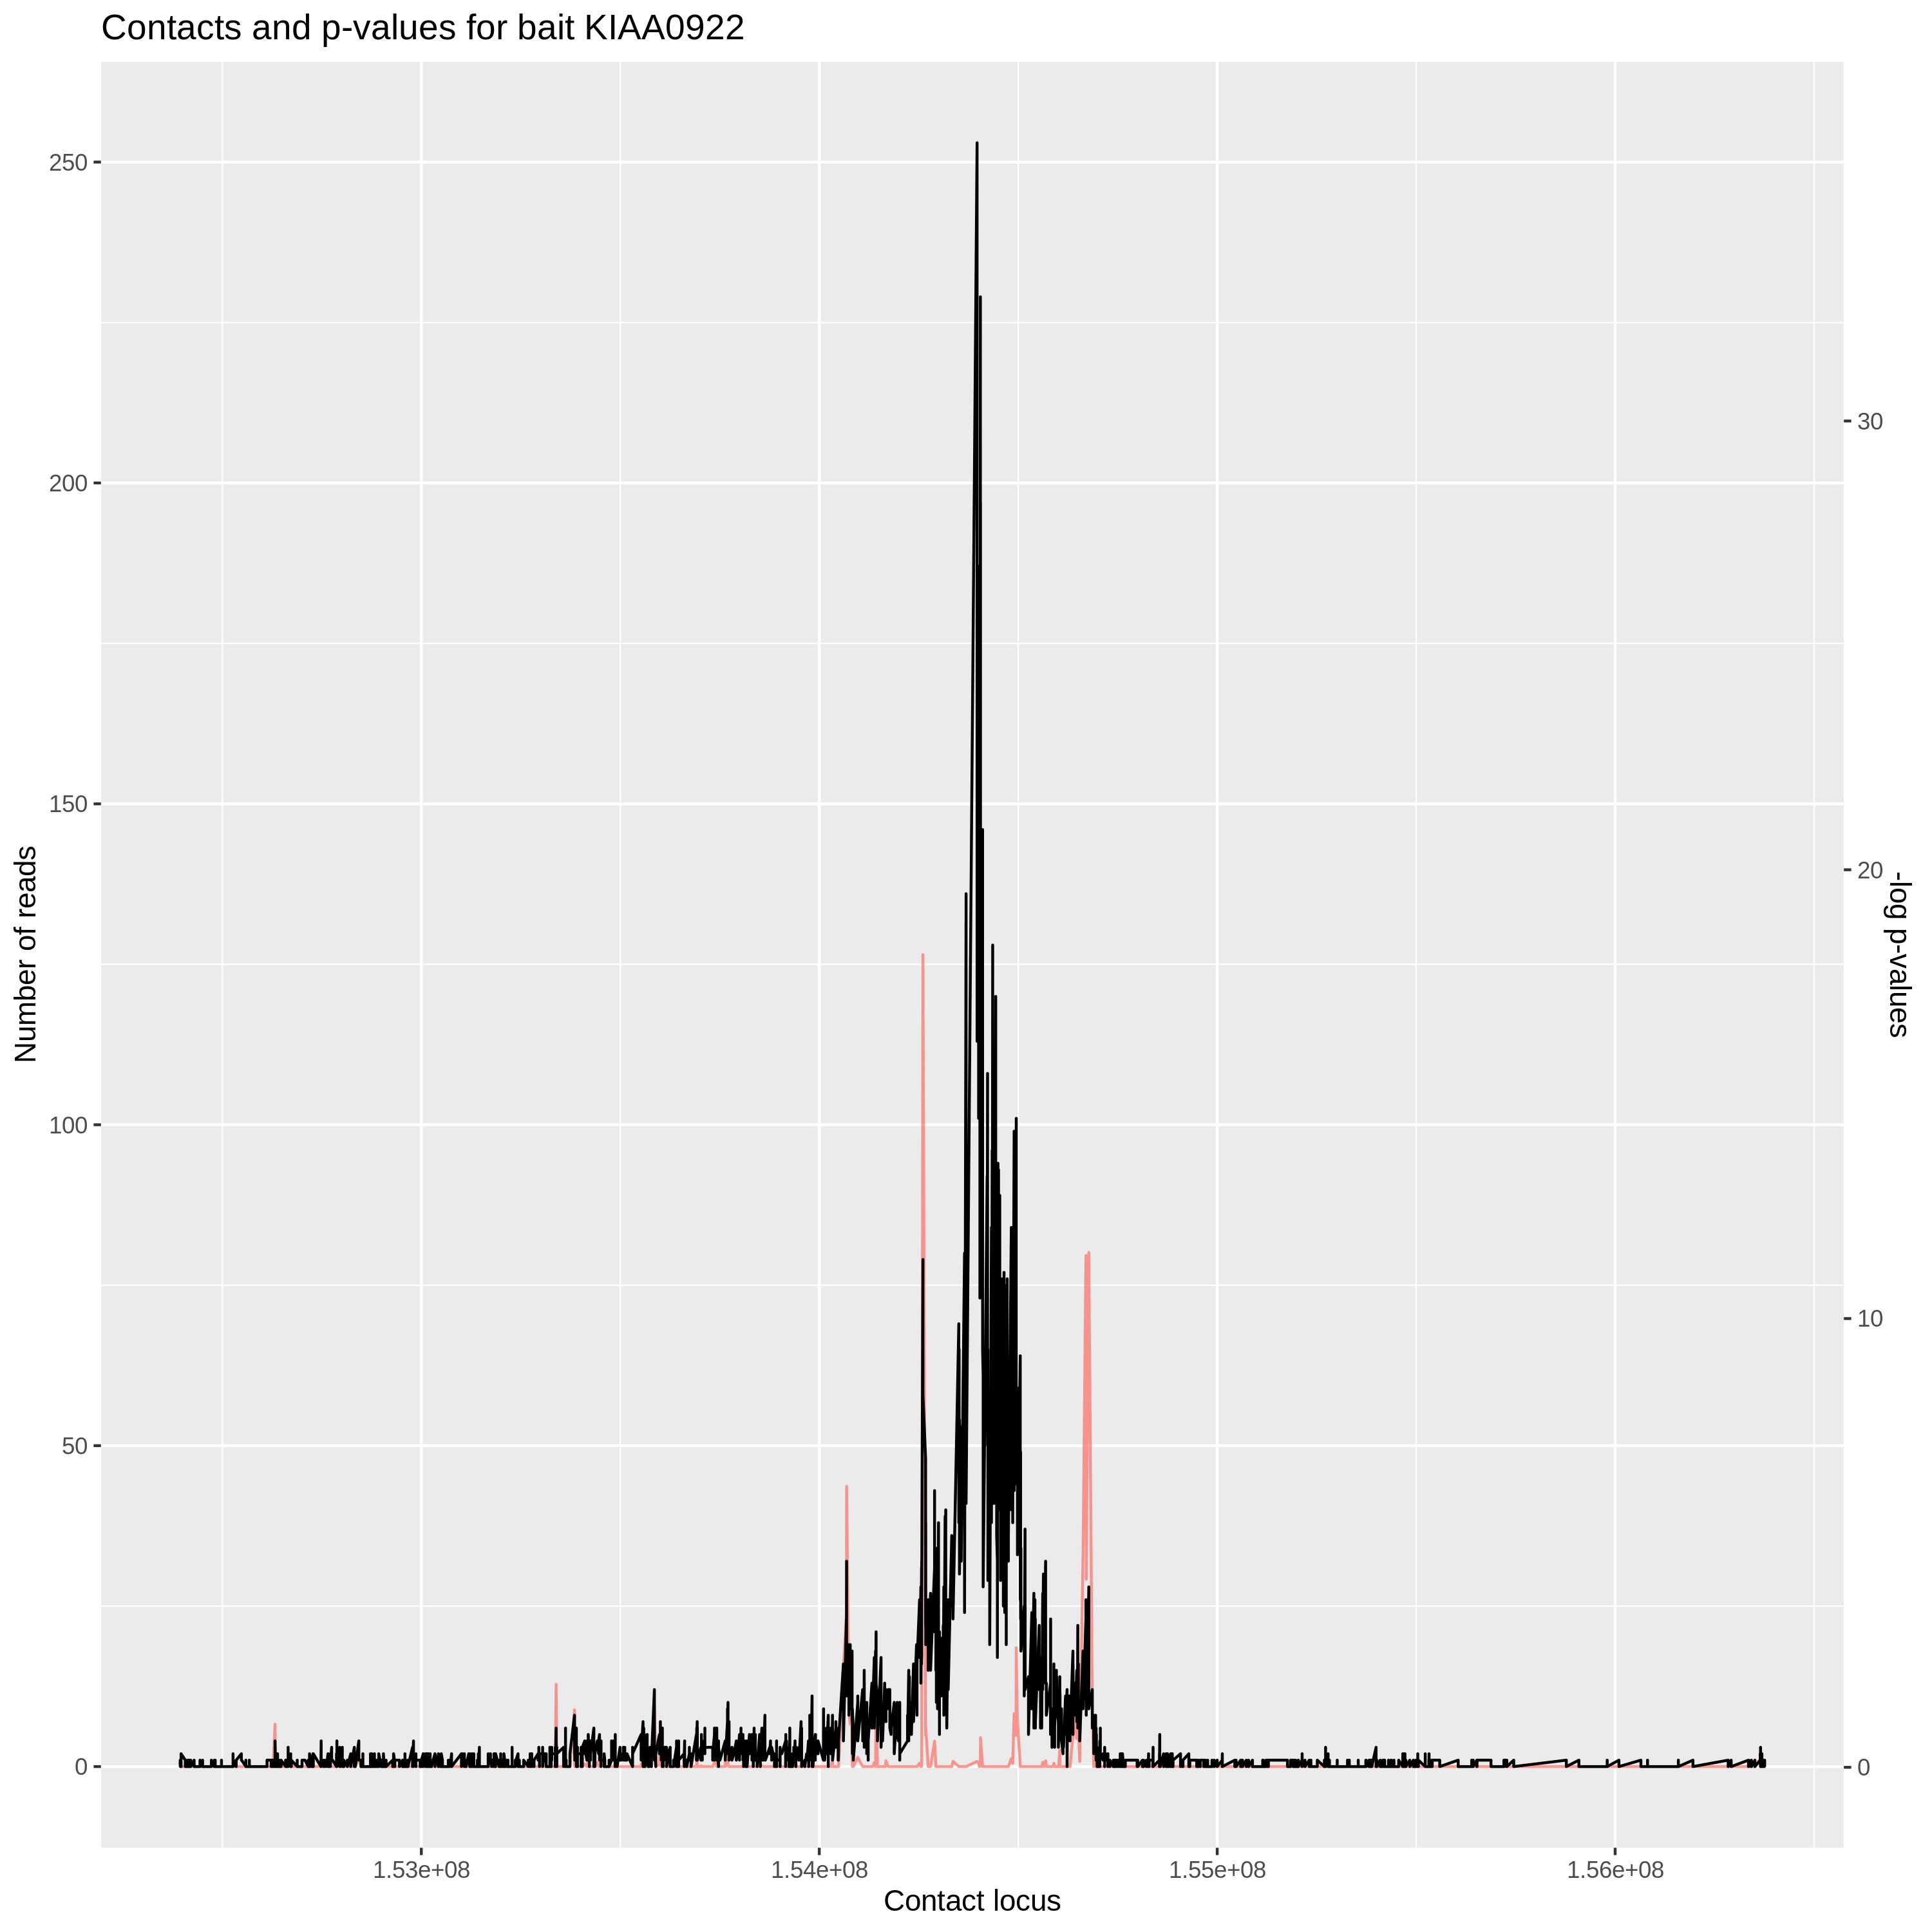 Contacts and p-values for bait KIAA0922
250
200
150
100
50
0
Number of reads
30
20
10
0
-log p-values
1.53e+08
1.54e+08
1.55e+08
1.56e+08
Contact locus